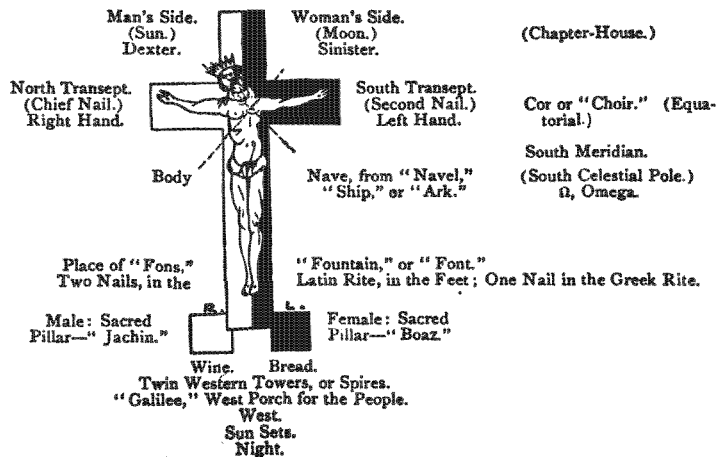 Man's Side.
(Sun.)
Dexter.
Woman's Side.
(Moon.)
Sinister.
(Chapter-House.)
North Transept.
(Chief Nail.)
Right Hand.
South Transept.
(Second Nail.)
Left Hand.
Cor or "Choir." (Equa-
torial.)
South Meridian.
Body
Nave, from "Navel,"
"Ship," or "Ark."
(South Celestial Pole.)
Ω, Omega.
Place of "Fons,"
Two Nails, in the
"Fountain," or "Font."
Latin Rite, in the Feet; One Nail in the Greek Rite.
R.
L.
Male: Sacred
Pillar—"Jachin."
Female: Sacred
Pillar—"Boaz."
Wine. Bread.
Twin Western Towers, or Spires.
"Galilee," West Porch for the People.
West.
Sun Sets.
Night.